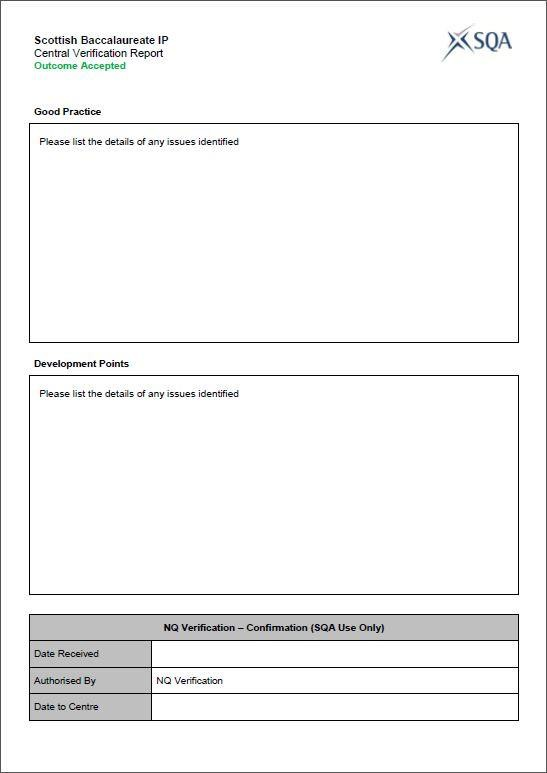 Scottish Baccalaureate IP
Central Verification Report
Outcome Accepted
SQA
Good Practice
Please list the details of any issues identified
Development Points
Please list the details of any issues identified
NQ Verification – Confirmation (SQA Use Only)
Date Received
Authorised By NQ Verification
Date to Centre